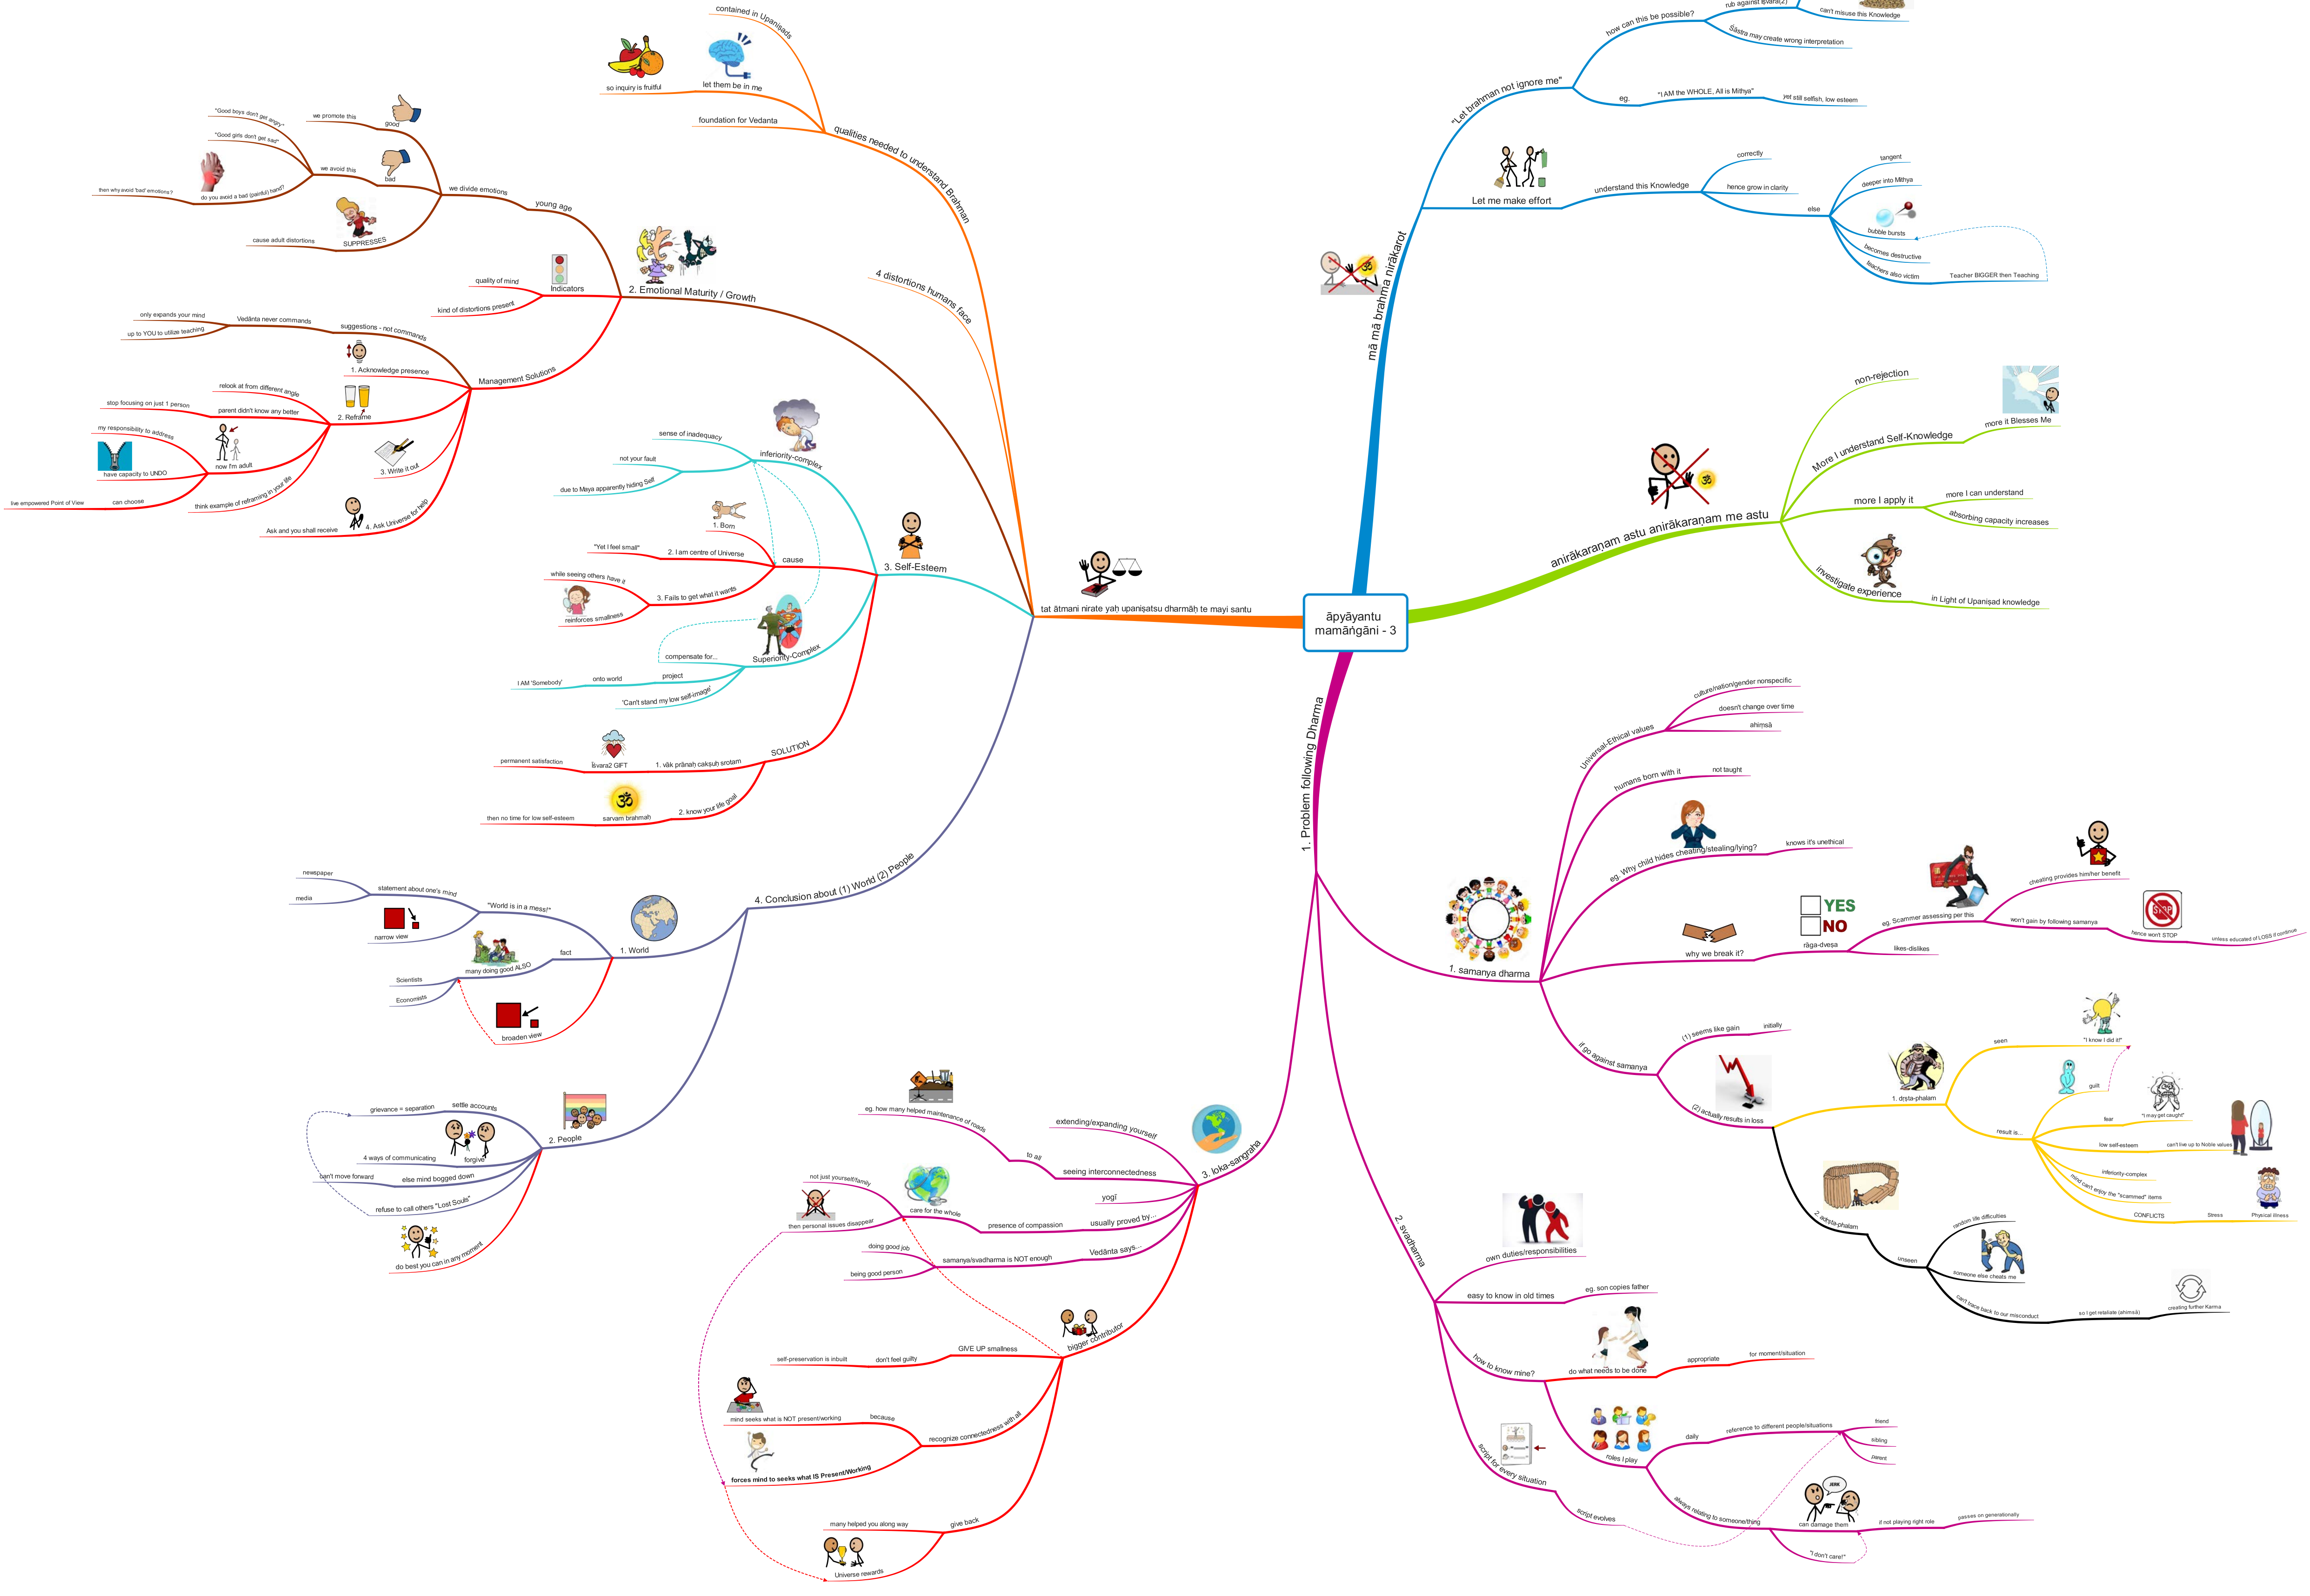 āpyāyantu
mamāṅgāni - 3
mā mā brahma nirākarot
"Let brahman not ignore me"
how can this be possible?
rub against Īśvara(2)
can't misuse this Knowledge
Śāstra may create wrong interpretation
eg.
"I AM the WHOLE, All is Mithya"
yet still selfish, low esteem
Let me make effort
understand this Knowledge
correctly
hence grow in clarity
else
tangent
deeper into Mithya
bubble bursts
becomes destructive
teachers also victim
Teacher BIGGER then Teaching
anirākaraṇam astu anirākaraṇam me astu
non-rejection
More I understand Self-Knowledge
more it Blesses Me
more I apply it
more I can understand
absorbing capacity increases
investigate experience
in Light of Upaniṣad knowledge
1. Problem following Dharma
1. samanya dharma
Universal-Ethical values
culture/nation/gender nonspecific
doesn't change over time
ahiṃsā
humans born with it
not taught
eg. Why child hides cheating/stealing/lying?
knows it's unethical
why we break it?
rāga-dveṣa
YES
NO
likes-dislikes
eg. Scammer assessing per this
cheating provides him/her benefit
won't gain by following samanya
STOP
hence won't STOP
unless educated of LOSS if continue
if go against samanya
(1) seems like gain
initially
(2) actually results in loss
1. dṛṣta-phalam
seen
"I know I did it!"
result is...
guilt
fear
"I may get caught"
low self-esteem
can't live up to Noble values
inferiority-complex
mind can't enjoy the "scammed" items
CONFLICTS
Stress
Physical Illness
2. adṛṣta-phalam
unseen
random life difficulties
someone else cheats me
can't trace back to our misconduct
so I get retaliate (ahimsā)
creating further Karma
2. svadharma
own duties/responsibilities
easy to know in old times
eg. son copies father
how to know mine?
do what needs to be done
appropriate
for moment/situation
roles I play
daily
reference to different people/situations
friend
sibling
parent
always relating to someone/thing
JERK
can damage them
if not playing right role
passes on generationally
"I don't care!"
script for every situation
script evolves
3. loka-sangraha
extending/expanding yourself
seeing interconnectedness
to all
eg. how many helped maintenance of roads
yogī
usually proved by...
presence of compassion
care for the whole
not just yourself/family
then personal issues disappear
Vedānta says...
samanya/svadharma is NOT enough
doing good job
being good person
bigger contributor
GIVE UP smallness
don't feel guilty
self-preservation is inbuilt
recognize connectedness with all
because
mind seeks what is NOT present/working
forces mind to seeks what IS Present/Working
give back
many helped you along way
Universe rewards
tat ātmani nirate yaḥ upaniṣatsu dharmāḥ te mayi santu
qualities needed to understand Brahman
contained in Upaniṣads
let them be in me
so inquiry is fruitful
foundation for Vedanta
4 distortions humans face
2. Emotional Maturity / Growth
young age
we divide emotions
good
we promote this
bad
we avoid this
"Good boys don't get angry"
"Good girls don't get sad"
do you avoid a bad (painful) hand?
then why avoid 'bad' emotions?
SUPPRESSES
cause adult distortions
Indicators
quality of mind
kind of distortions present
Management Solutions
suggestions - not commands
Vedānta never commands
only expands your mind
up to YOU to utilize teaching
1. Acknowledge presence
2. Reframe
relook at from different angle
parent didn't know any better
stop focusing on just 1 person
now I'm adult
my responsibility to address
have capacity to UNDO
can choose
live empowered Point of View
think example of reframing in your life
3. Write it out
4. Ask Universe for help
Ask and you shall receive
3. Self-Esteem
inferiority-complex
sense of inadequacy
not your fault
due to Maya apparently hiding Self
cause
1. Born
2. I am centre of Universe
"Yet I feel small"
3. Fails to get what it wants
while seeing others have it
reinforces smallness
Superiority-Complex
compensate for...
project
onto world
I AM 'Somebody'
'Can't stand my low self-image'
SOLUTION
1. vāk prāṇaḥ cakṣuḥ śrotam
Īśvara2 GIFT
permanent satisfaction
2. know your life goal
sarvam brahmaḥ
then no time for low self-esteem
4. Conclusion about (1) World (2) People
1. World
"World is in a mess!"
statement about one's mind
newspaper
media
narrow view
fact
many doing good ALSO
Scientists
Economists
broaden view
2. People
settle accounts
grievance = separation
forgive
4 ways of communicating
else mind bogged down
can't move forward
refuse to call others "Lost Souls"
do best you can in any moment